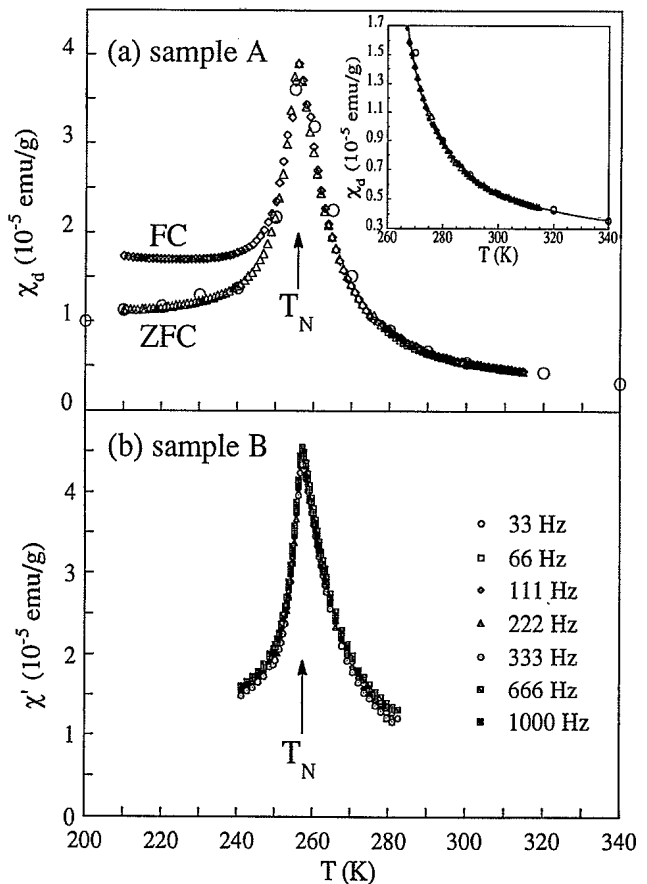 (a) sample A
4
3
2
1
0
χd (10-5 emu/g)
FC
ZFC
TN
1.7
1.5
1.3
1.1
0.9
0.7
0.5
0.3
χd (10-5 emu/g)
260 280 300 320 340
T (K)
(b) sample B
4
3
2
1
0
χ' (10-5 emu/g)
TN
33 Hz
66 Hz
111 Hz
222 Hz
333 Hz
666 Hz
1000 Hz
200 220 240 260 280 300 320 340
T (K)